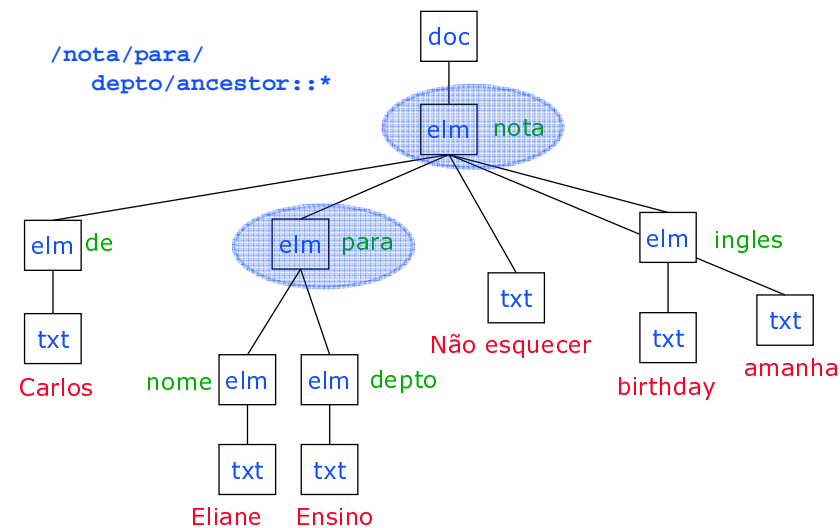 doc
/nota/para/
depto/ancestor::*
elm nota
elm de
elm para
elm ingles
txt
txt
txt
txt
Não esquecer
Carlos
nome elm
elm depto
birthday
amanha
txt
txt
Eliane
Ensino